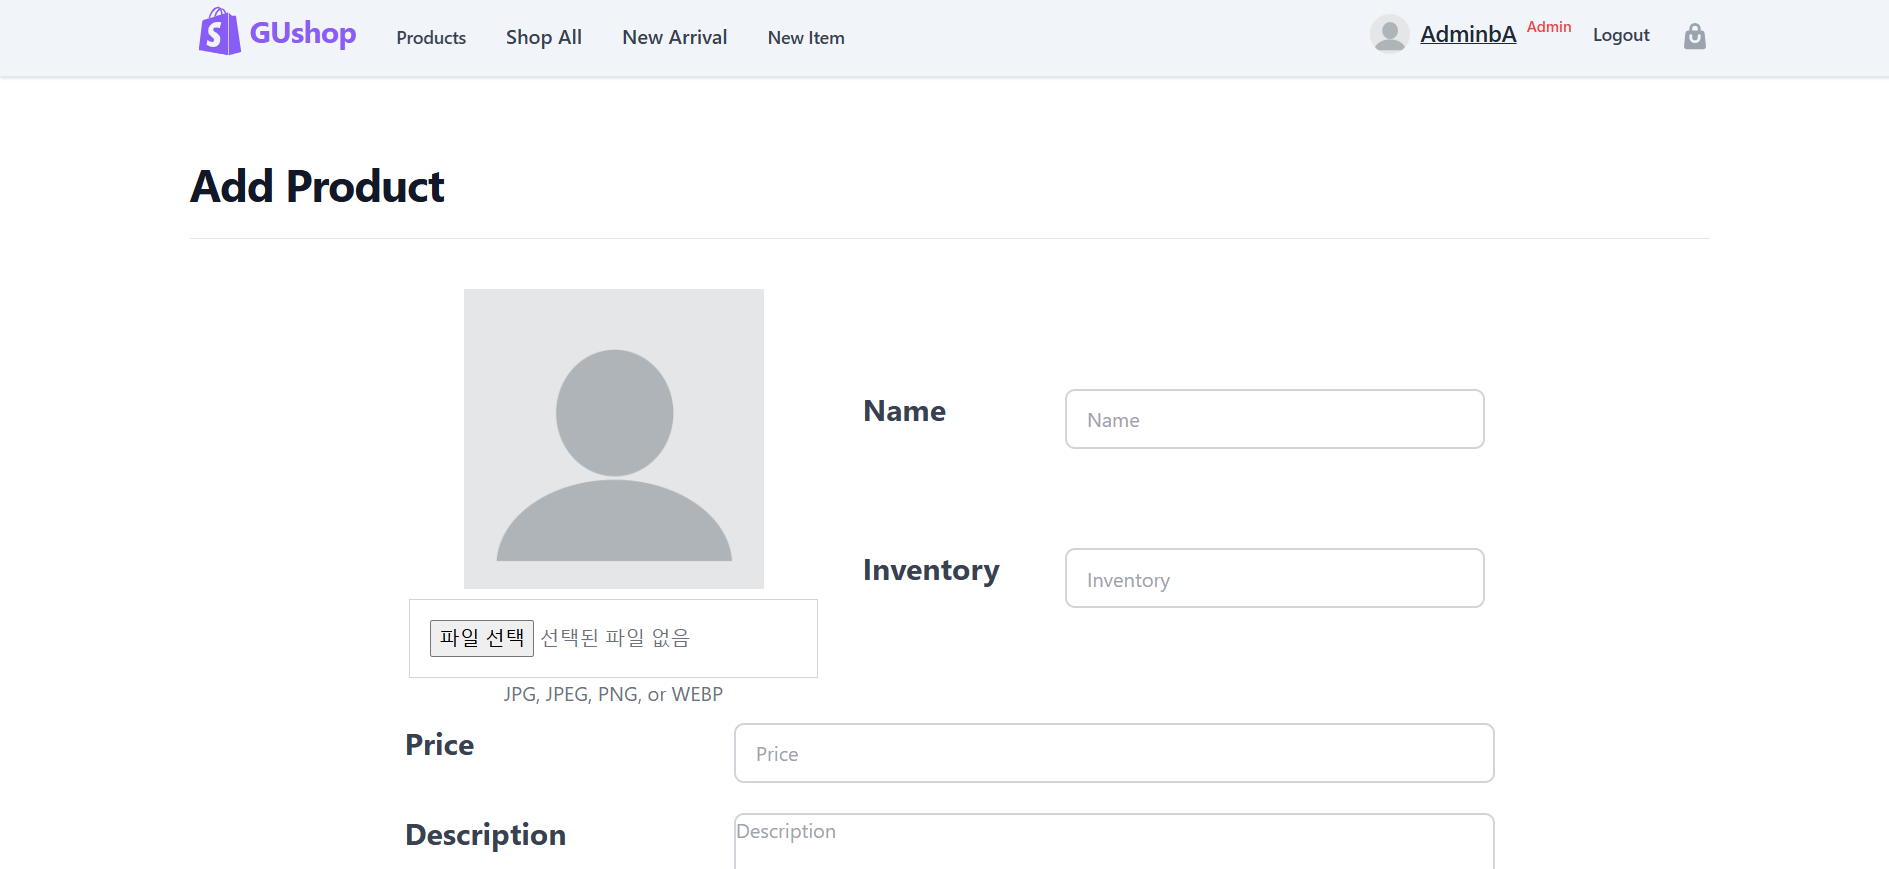 GUshop Products Shop All New Arrival New Item AdminbA Admin Logout
Add Product
Name Name
Inventory Inventory
파일 선택 선택된 파일 없음
JPG, JPEG, PNG, or WEBP
Price Price
Description Description